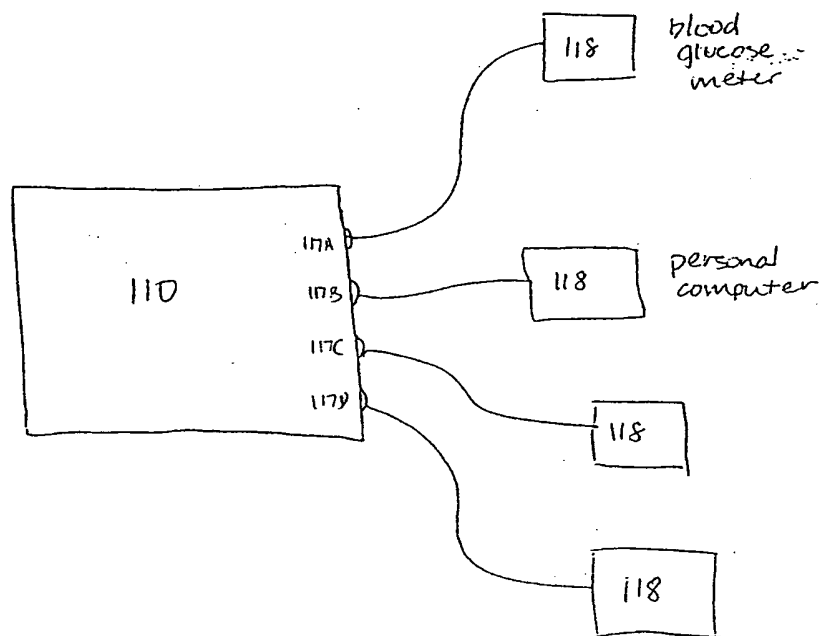 118
blood
glucose
meter
117A
110
117B
118
personal
computer
117C
117D
118
118